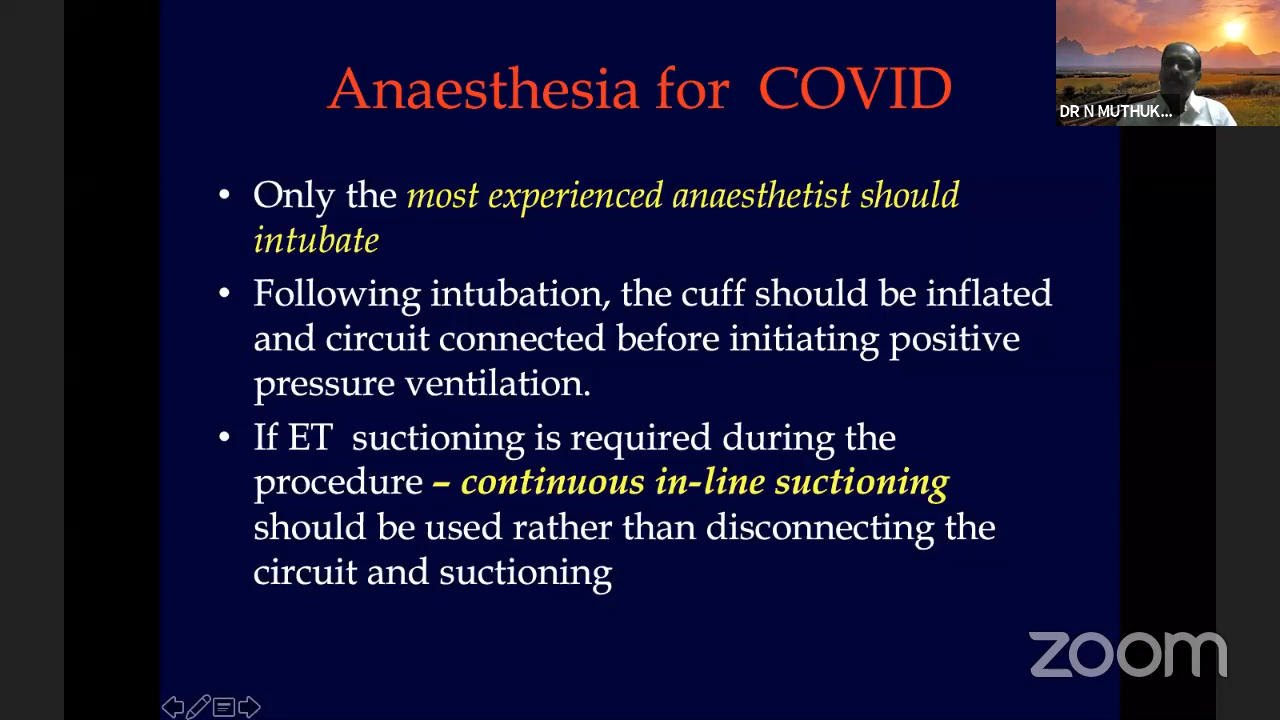 Anaesthesia for COVID
DR N MUTHUK...
• Only the most experienced anaesthetist should
intubate
• Following intubation, the cuff should be inflated
and circuit connected before initiating positive
pressure ventilation.
• If ET suctioning is required during the
procedure – continuous in-line suctioning
should be used rather than disconnecting the
circuit and suctioning
zoom